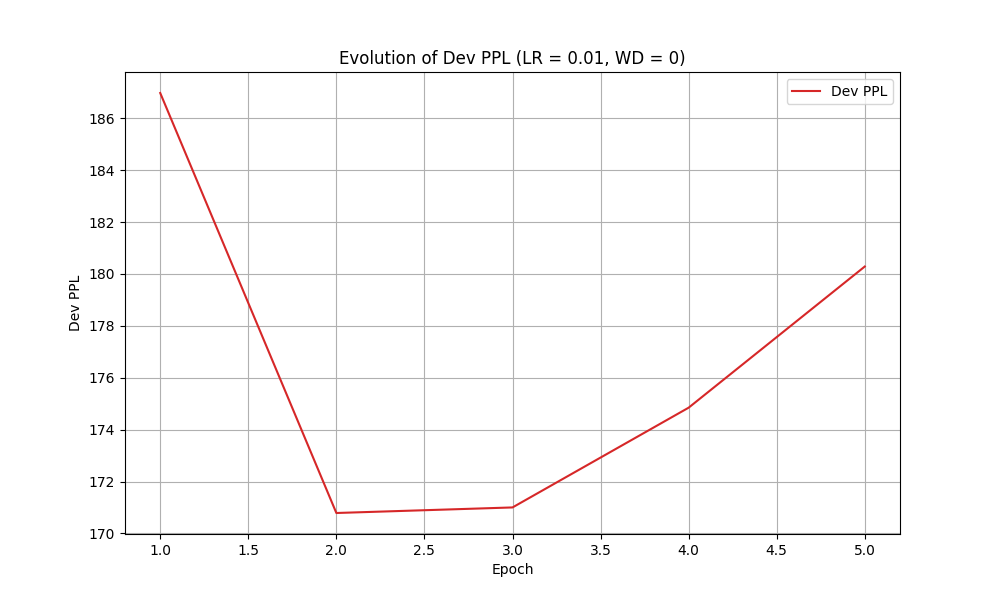 Evolution of Dev PPL (LR = 0.01, WD = 0)
Dev PPL
186
184
182
180
178
176
174
172
170
Dev PPL
1.0 1.5 2.0 2.5 3.0 3.5 4.0 4.5 5.0
Epoch